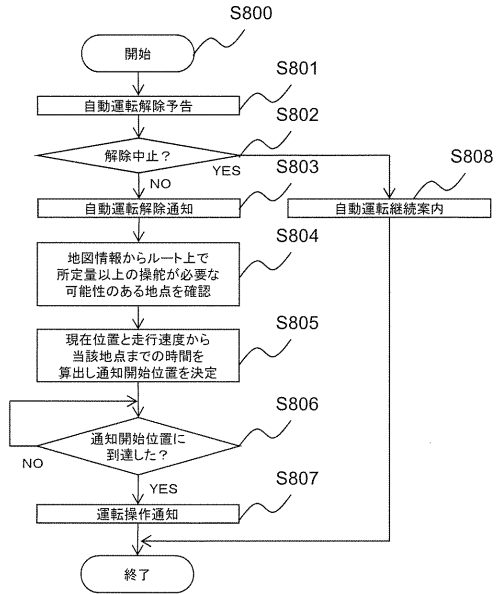 S800
開始
S801
自動運転解除予告
S802
解除中止？
YES
NO
S803
自動運転解除通知
S808
自動運転継続案内
S804
地図情報からルート上で
所定量以上の操舵が必要な
可能性のある地点を確認
S805
現在位置と走行速度から
当該地点までの時間を
算出し通知開始位置を決定
S806
通知開始位置に
到達した？
NO
YES
S807
運転操作通知
終了